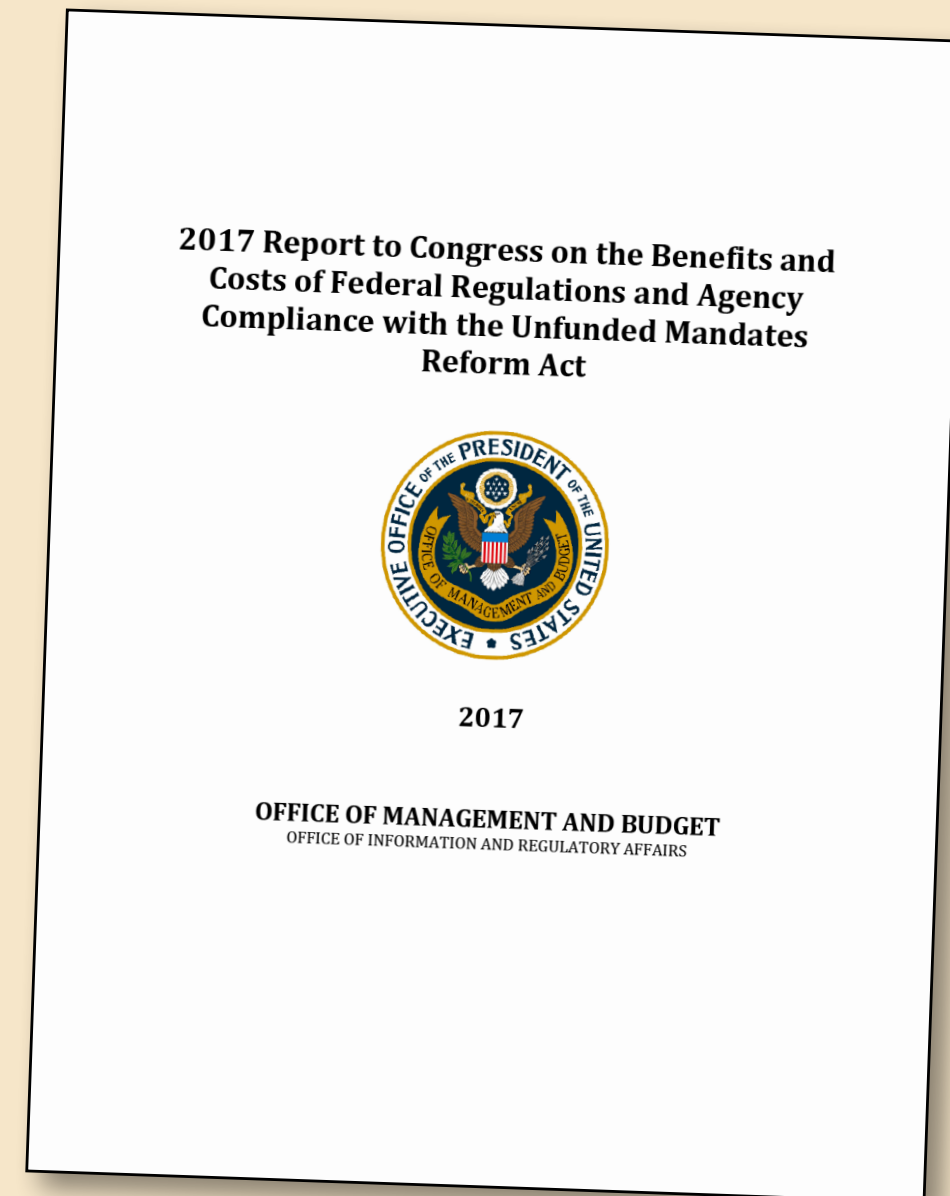 2017 Report to Congress on the Benefits and
Costs of Federal Regulations and Agency
Compliance with the Unfunded Mandates
Reform Act
EXECUTIVE OFFICE OF THE PRESIDENT OF THE UNITED STATES
OFFICE OF MANAGEMENT AND BUDGET
2017
OFFICE OF MANAGEMENT AND BUDGET
OFFICE OF INFORMATION AND REGULATORY AFFAIRS